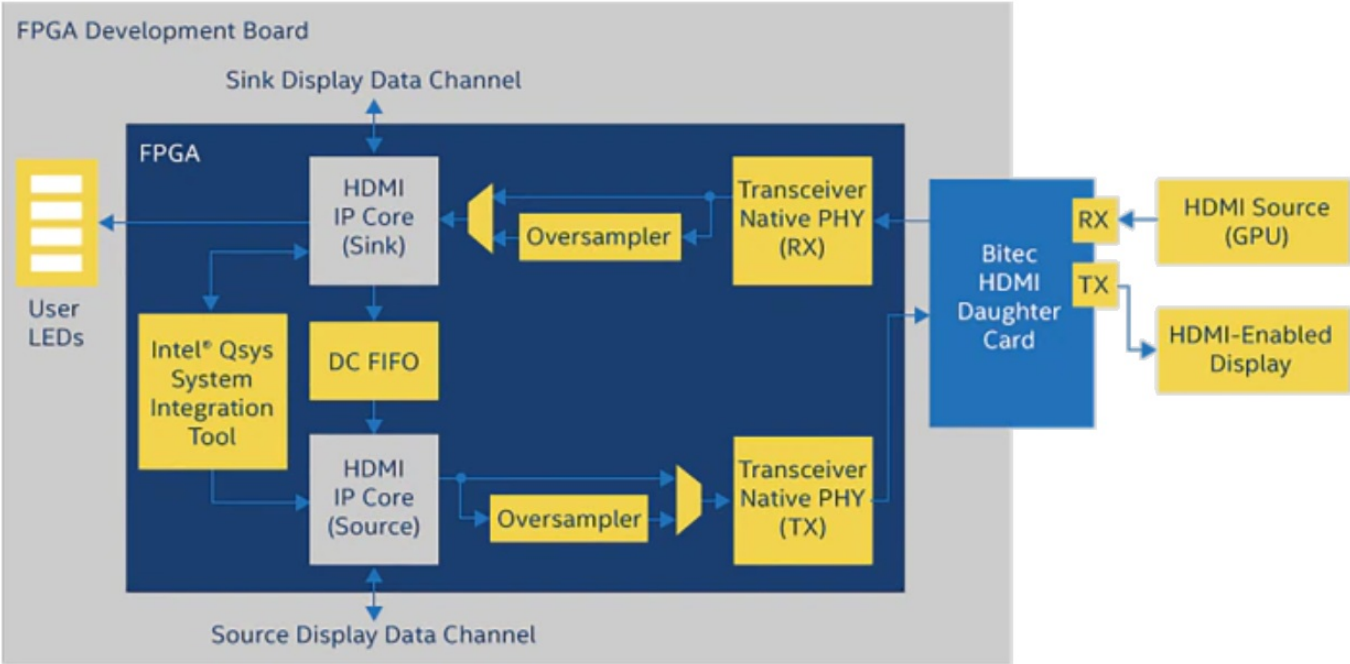 FPGA Development Board
Sink Display Data Channel
FPGA
HDMI
IP Core
(Sink)
Oversampler
Transceiver
Native PHY
(RX)
Bitec
HDMI
Daughter
Card
RX
TX
HDMI Source
(GPU)
HDMI-Enabled
Display
User
LEDs
Intel® Qsys
System
Integration
Tool
DC FIFO
HDMI
IP Core
(Source)
Oversampler
Transceiver
Native PHY
(TX)
Source Display Data Channel